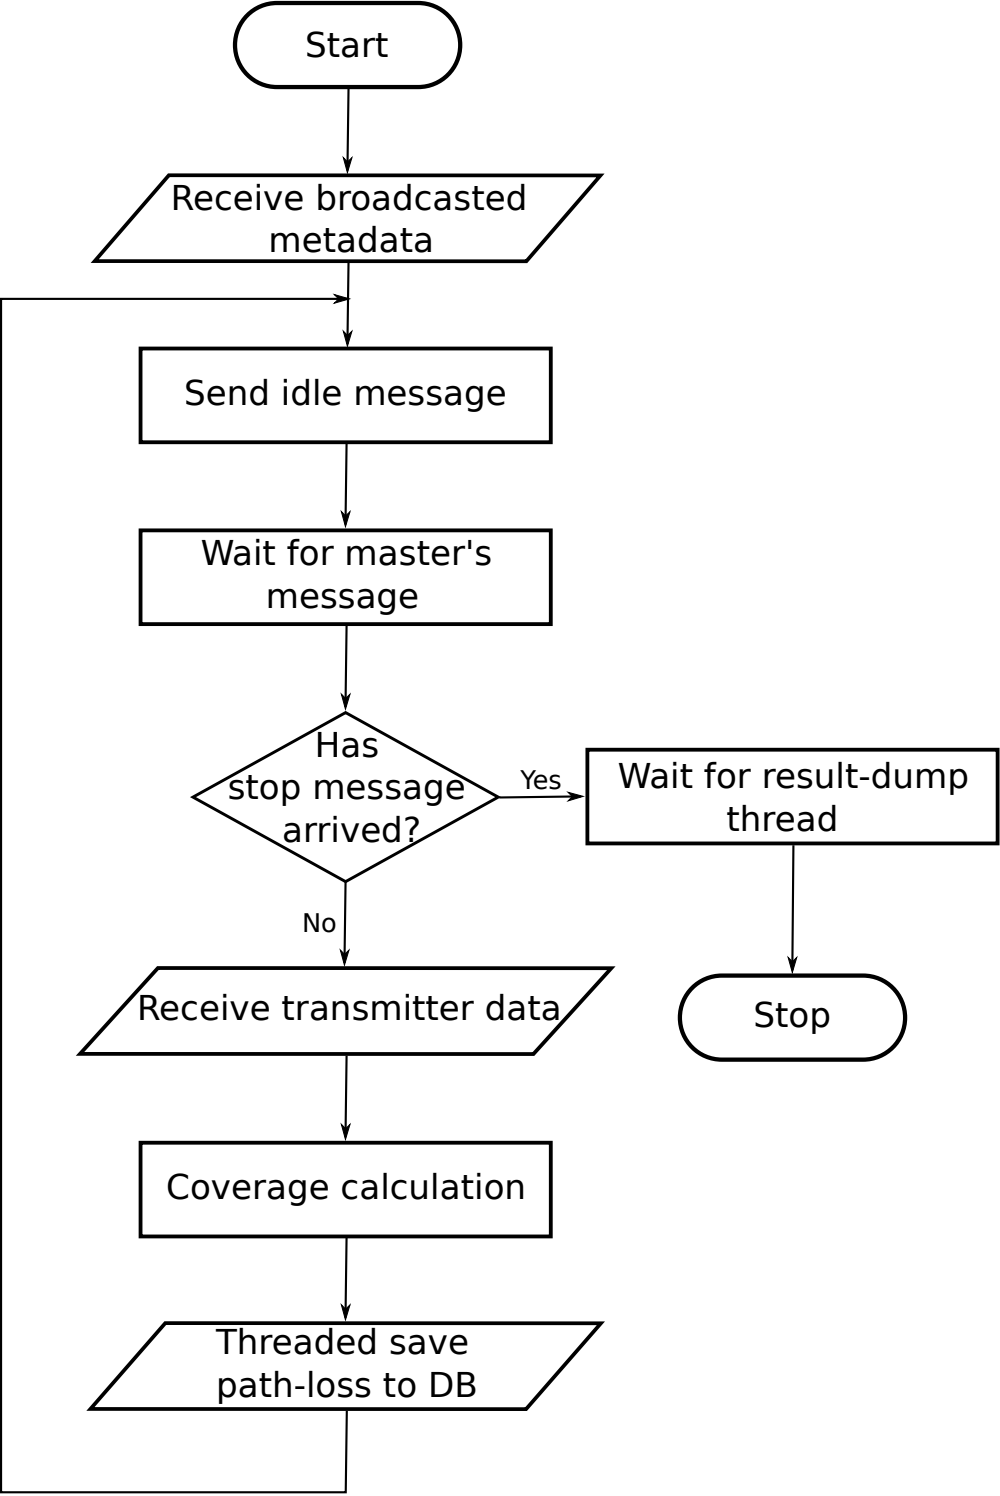 Start
Receive broadcasted
metadata
Send idle message
Wait for master's
message
Has
stop message
arrived?
Yes
Wait for result-dump
thread
No
Receive transmitter data
Stop
Coverage calculation
Threaded save
path-loss to DB